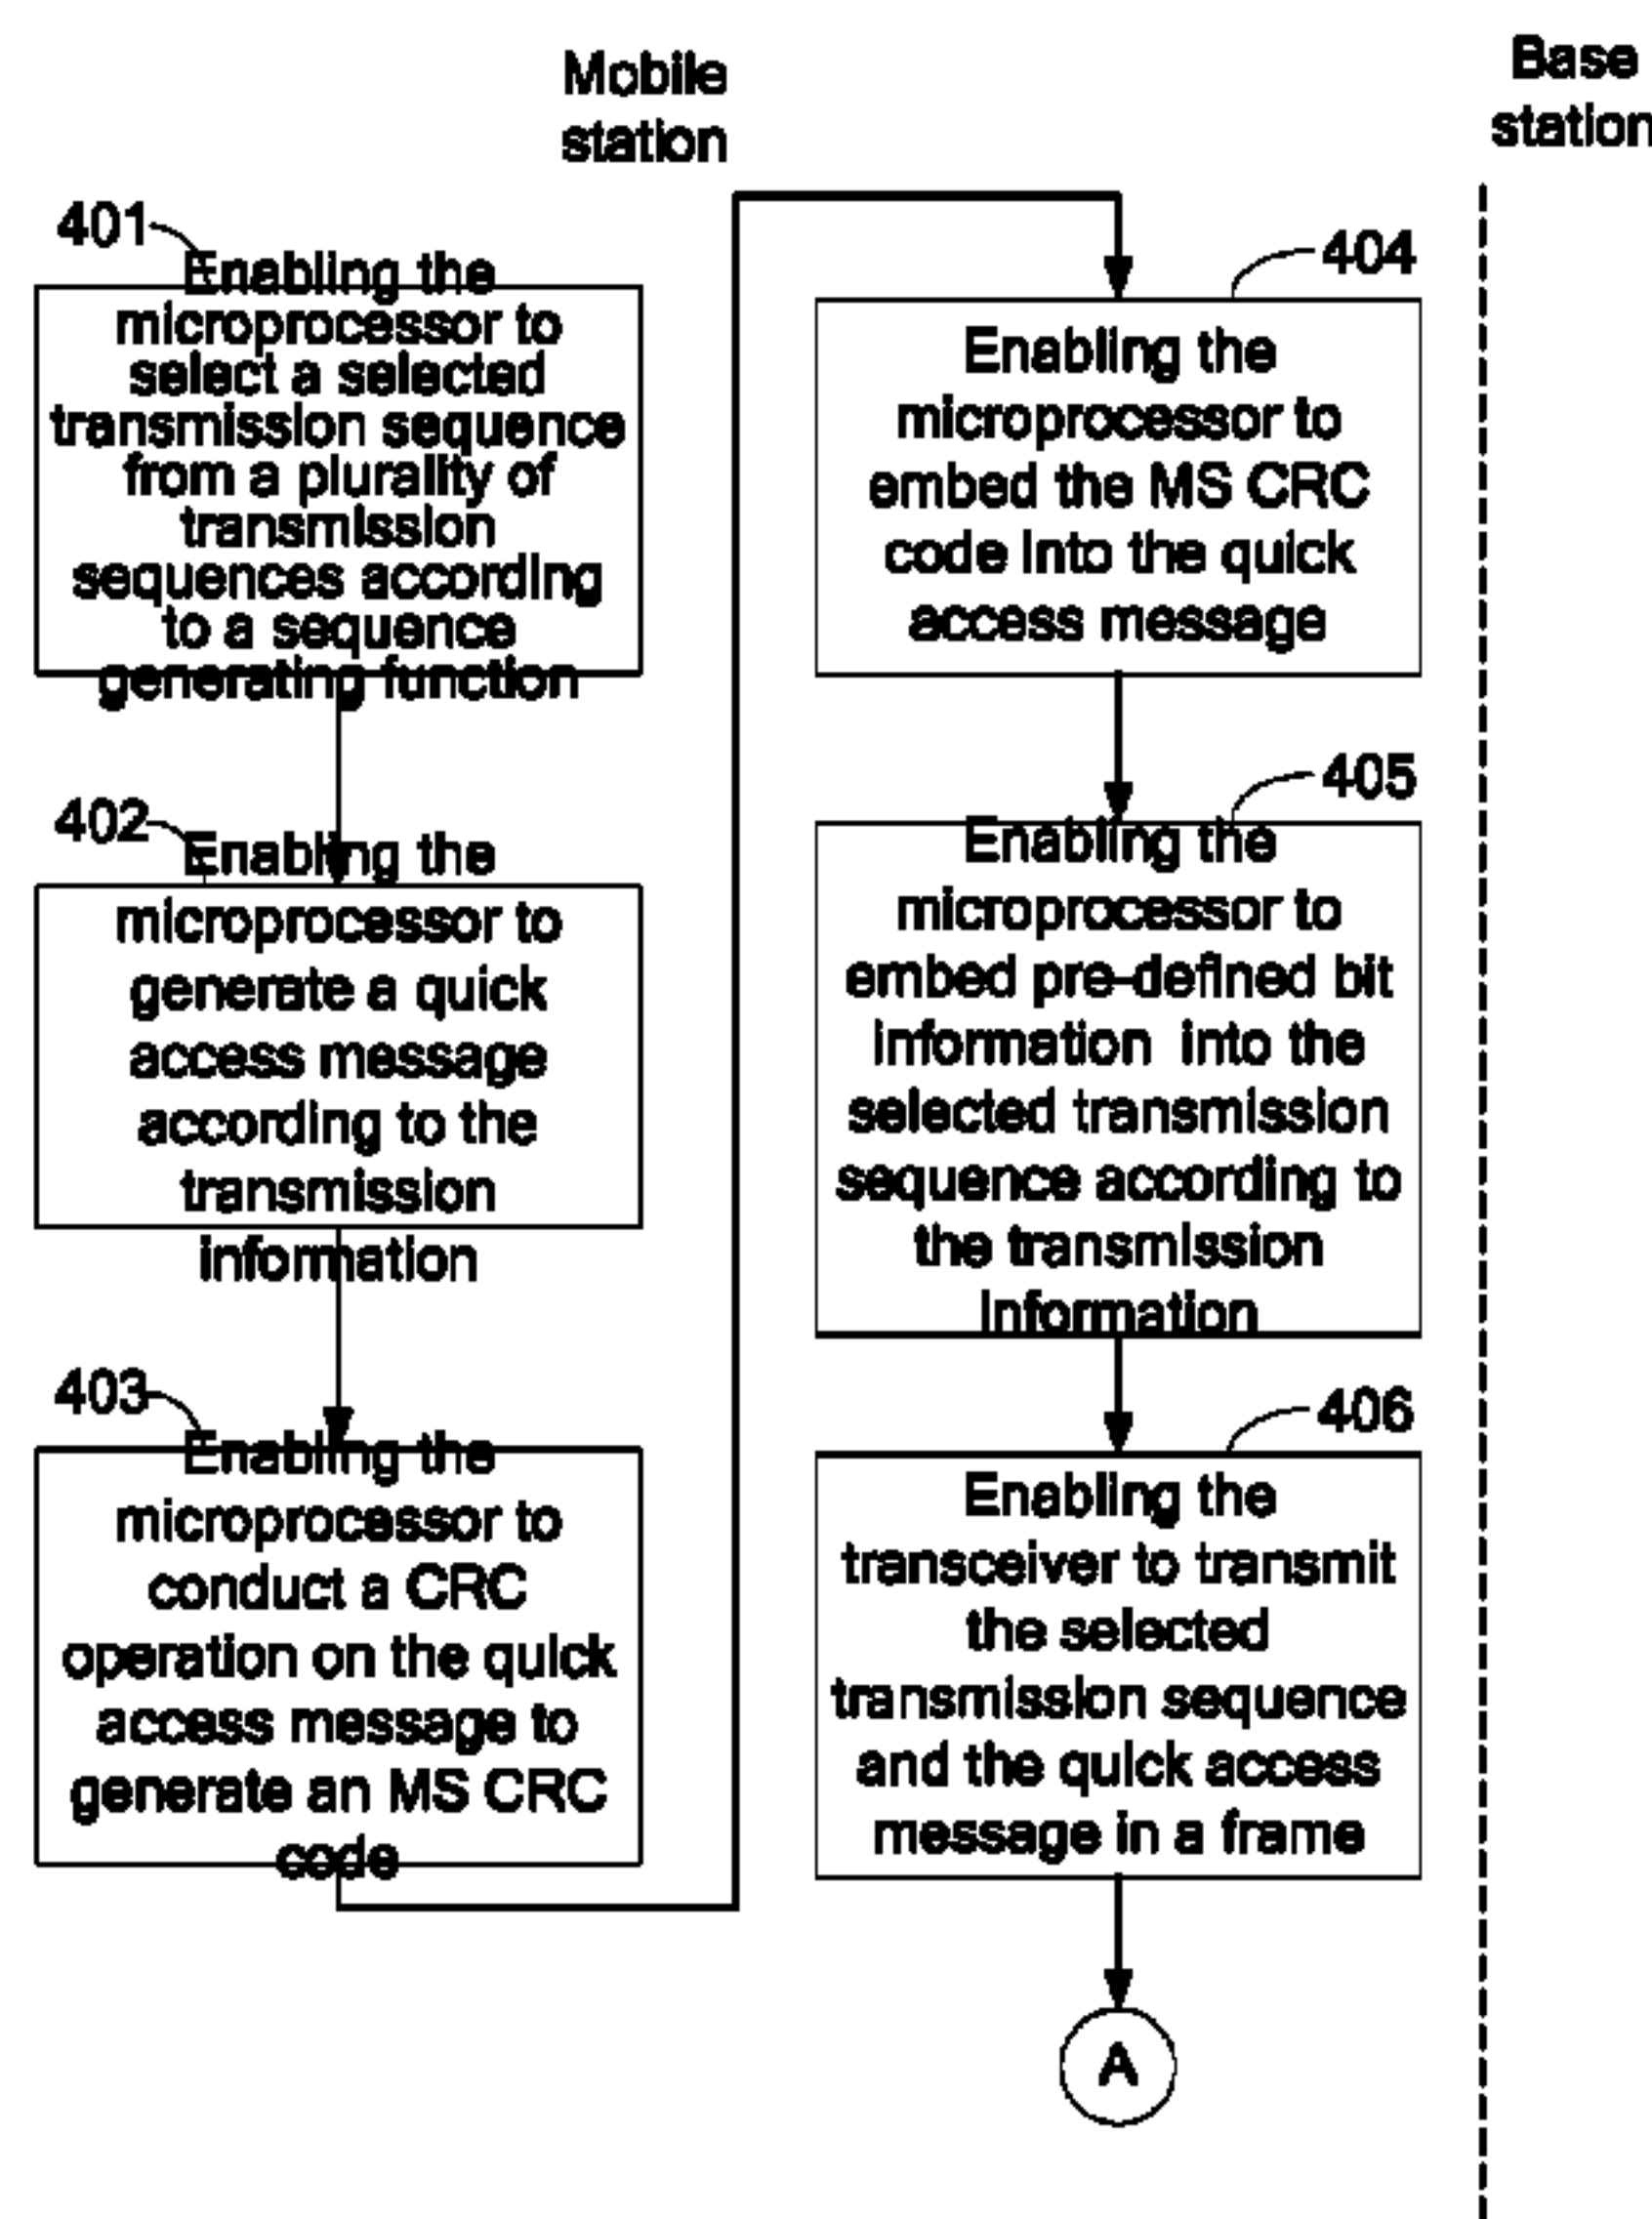 Mobile
station
Base
station
401
Enabling the
microprocessor to
select a selected
transmission sequence
from a plurality of
transmission
sequences according
to a sequence
generating function
402
Enabling the
microprocessor to
generate a quick
access message
according to the
transmission
information
403
Enabling the
microprocessor to
conduct a CRC
operation on the quick
access message to
generate an MS CRC
code
404
Enabling the
microprocessor to
embed the MS CRC
code into the quick
access message
405
Enabling the
microprocessor to
embed pre-defined bit
information into the
selected transmission
sequence according to
the transmission
information
406
Enabling the
transceiver to transmit
the selected
transmission sequence
and the quick access
message in a frame
A